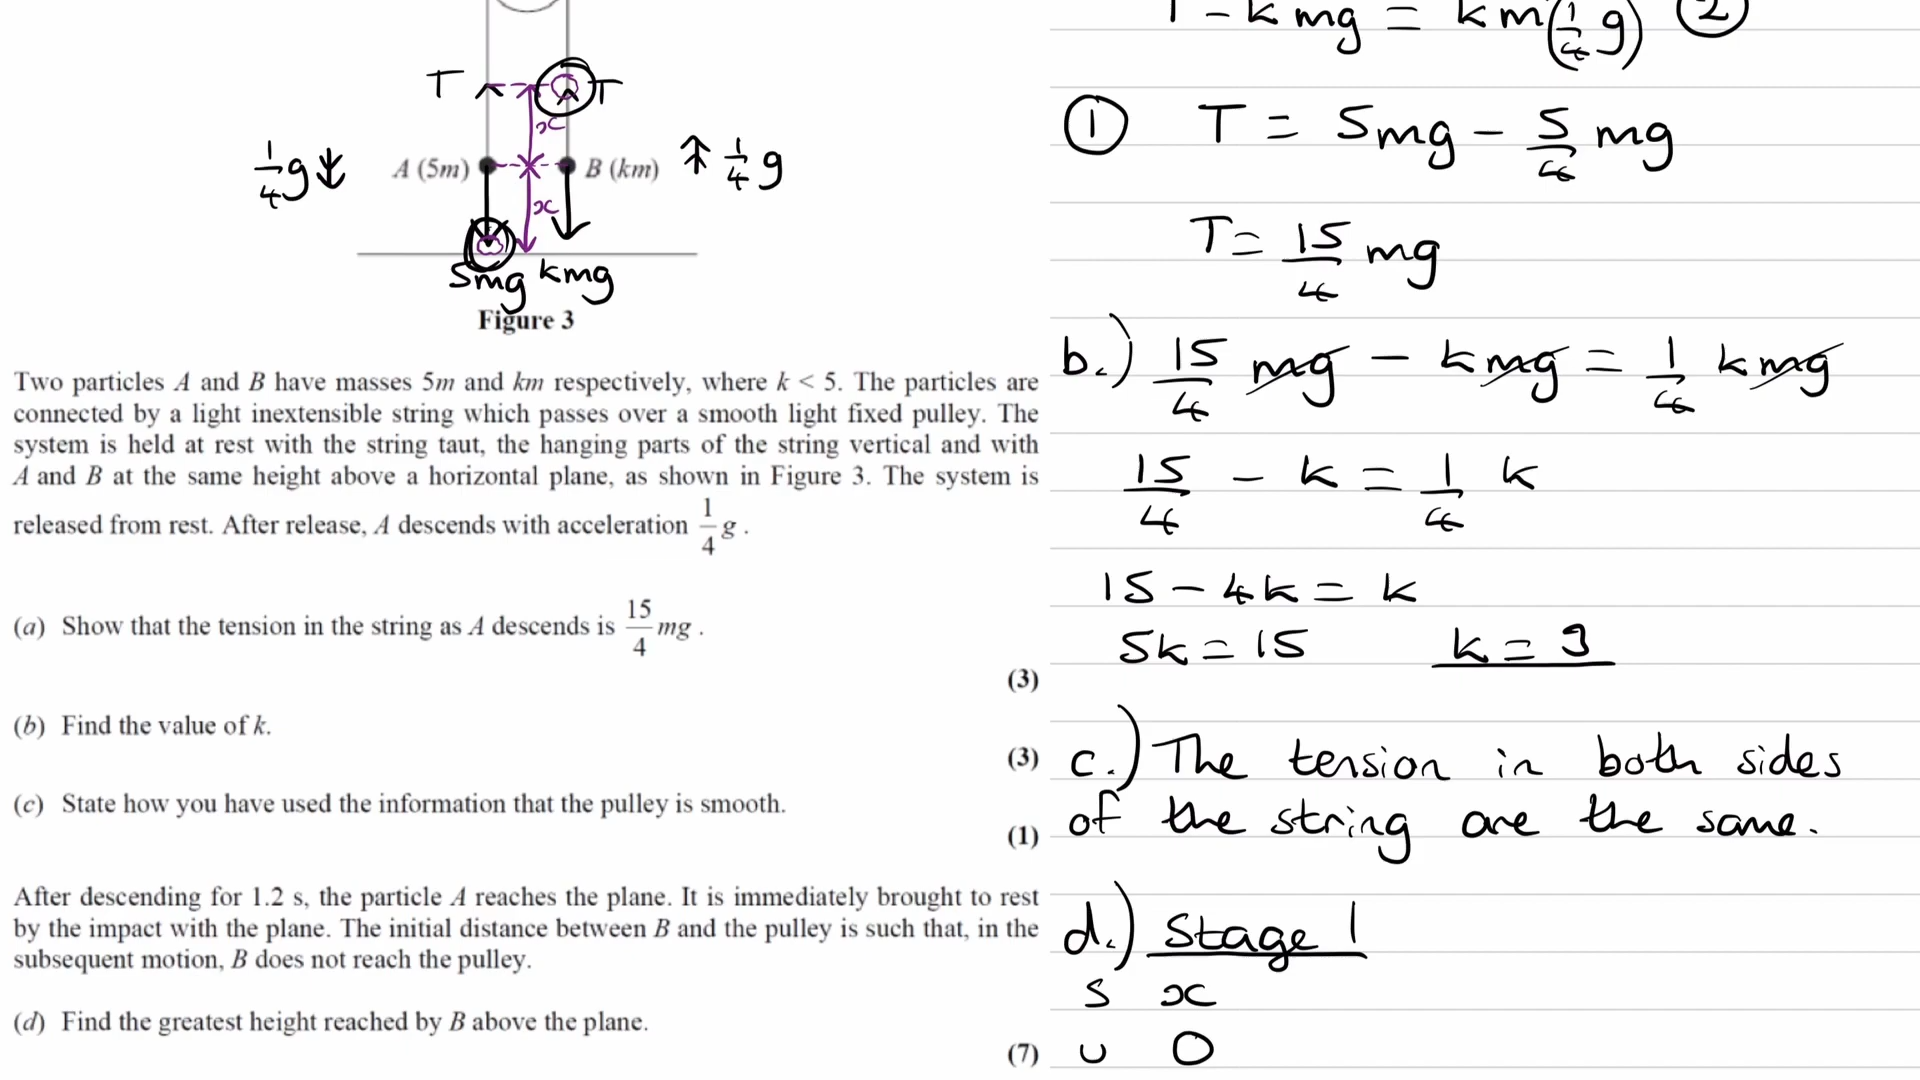 T T
x
1/4 g A (5m) B (km) 1/4 g
x
5mg kmg
Figure 3
Two particles A and B have masses 5m and km respectively, where k < 5. The particles are
connected by a light inextensible string which passes over a smooth light fixed pulley. The
system is held at rest with the string taut, the hanging parts of the string vertical and with
A and B at the same height above a horizontal plane, as shown in Figure 3. The system is
released from rest. After release, A descends with acceleration 1/4 g .
(a) Show that the tension in the string as A descends is 15/4 mg .
(3)
(b) Find the value of k.
(3)
(c) State how you have used the information that the pulley is smooth.
(1)
After descending for 1.2 s, the particle A reaches the plane. It is immediately brought to rest
by the impact with the plane. The initial distance between B and the pulley is such that, in the
subsequent motion, B does not reach the pulley.
(d) Find the greatest height reached by B above the plane.
(7)
T - kmg = km(1/4 g) ②
① T = 5mg - 5/4 mg
T = 15/4 mg
b.) 15/4 mg - kmg = 1/4 kmg
15/4 - k = 1/4 k
15 - 4k = k
5k = 15 k = 3
c.) The tension in both sides
of the string are the same.
d.) Stage 1
s x
u 0